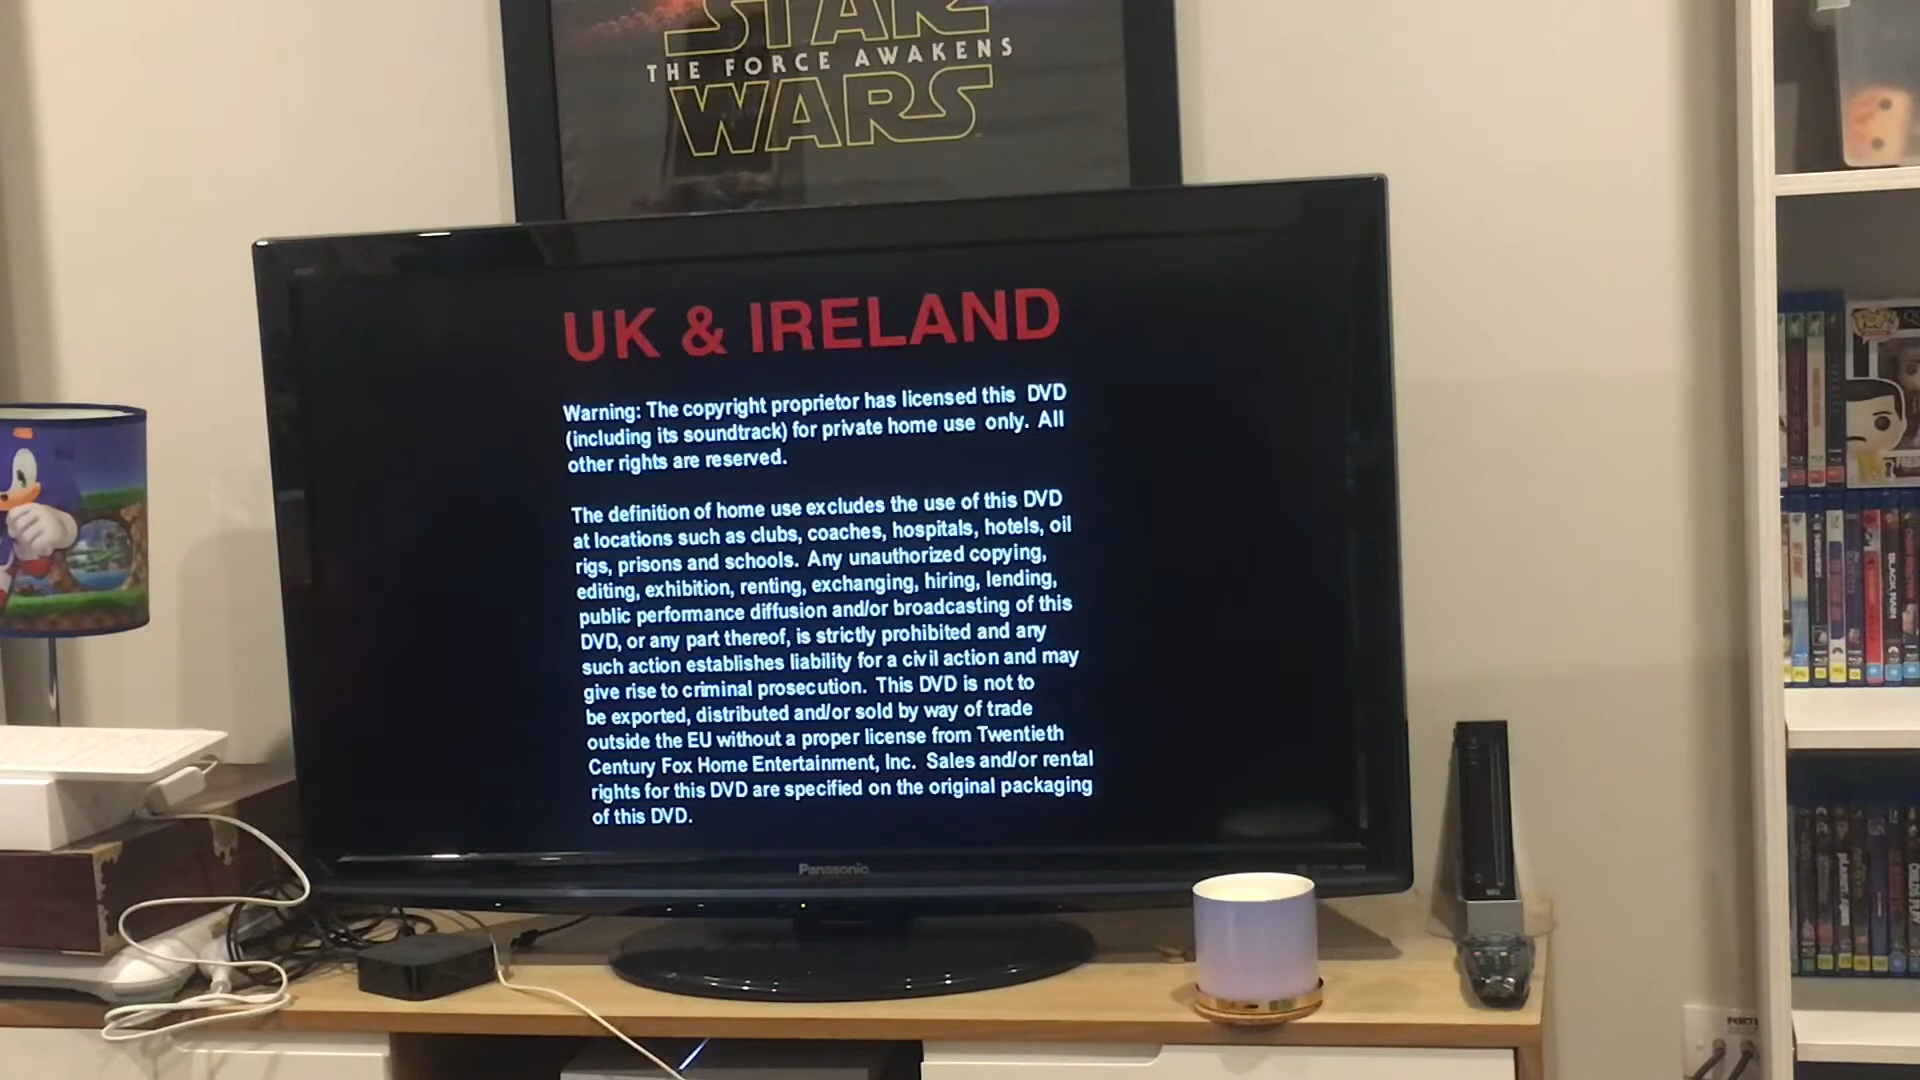 STAR
THE FORCE AWAKENS
WARS
UK & IRELAND
Warning: The copyright proprietor has licensed this DVD
(including its soundtrack) for private home use only. All
other rights are reserved.
The definition of home use excludes the use of this DVD
at locations such as clubs, coaches, hospitals, hotels, oil
rigs, prisons and schools. Any unauthorized copying,
editing, exhibition, renting, exchanging, hiring, lending,
public performance diffusion and/or broadcasting of this
DVD, or any part thereof, is strictly prohibited and any
such action establishes liability for a civil action and may
give rise to criminal prosecution. This DVD is not to
be exported, distributed and/or sold by way of trade
outside the EU without a proper license from Twentieth
Century Fox Home Entertainment, Inc. Sales and/or rental
rights for this DVD are specified on the original packaging
of this DVD.
Panasonic
Wii
POP!
BLACK RAIN